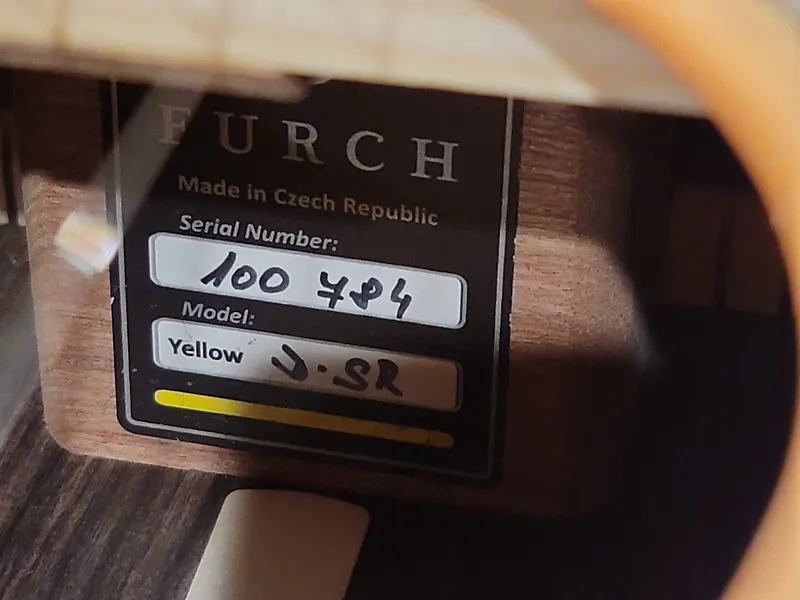 FURCH
Made in Czech Republic
Serial Number:
100 784
Model:
Yellow J-SR